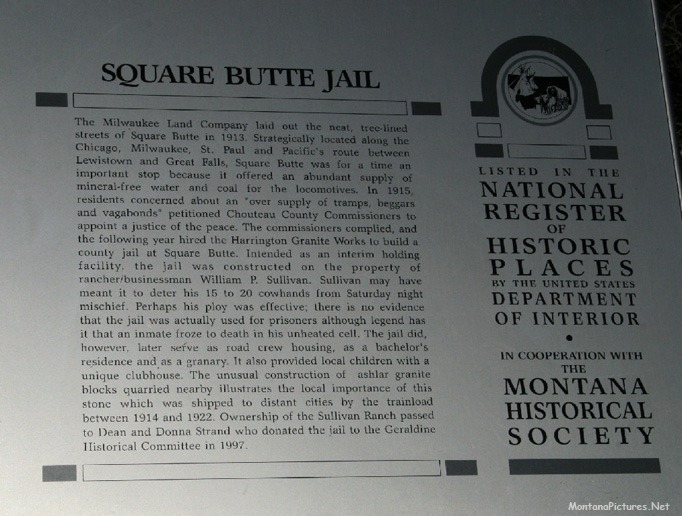 SQUARE BUTTE JAIL
The Milwaukee Land Company laid out the neat, tree-lined
streets of Square Butte in 1913. Strategically located along the
Chicago, Milwaukee, St. Paul and Pacific's route between
Lewistown and Great Falls, Square Butte was for a time an
important stop because it offered an abundant supply of
mineral-free water and coal for the locomotives. In 1915,
residents concerned about an "over supply of tramps, beggars
and vagabonds" petitioned Chouteau County Commissioners to
appoint a justice of the peace. The commissioners complied, and
the following year hired the Harrington Granite Works to build a
county jail at Square Butte. Intended as an interim holding
facility, the jail was constructed on the property of
rancher/businessman William P. Sullivan. Sullivan may have
meant it to deter his 15 to 20 cowhands from Saturday night
mischief. Perhaps his ploy was effective; there is no evidence
that the jail was actually used for prisoners although legend has
it that an inmate froze to death in his unheated cell. The jail did,
however, later serve as road crew housing, as a bachelor's
residence and as a granary. It also provided local children with a
unique clubhouse. The unusual construction of ashlar granite
blocks quarried nearby illustrates the local importance of this
stone which was shipped to distant cities by the trainload
between 1914 and 1922. Ownership of the Sullivan Ranch passed
to Dean and Donna Strand who donated the jail to the Geraldine
Historical Committee in 1997.
LISTED IN THE
NATIONAL
REGISTER
OF
HISTORIC
PLACES
BY THE UNITED STATES
DEPARTMENT
OF INTERIOR
•
IN COOPERATION WITH
THE
MONTANA
HISTORICAL
SOCIETY
MontanaPictures.Net